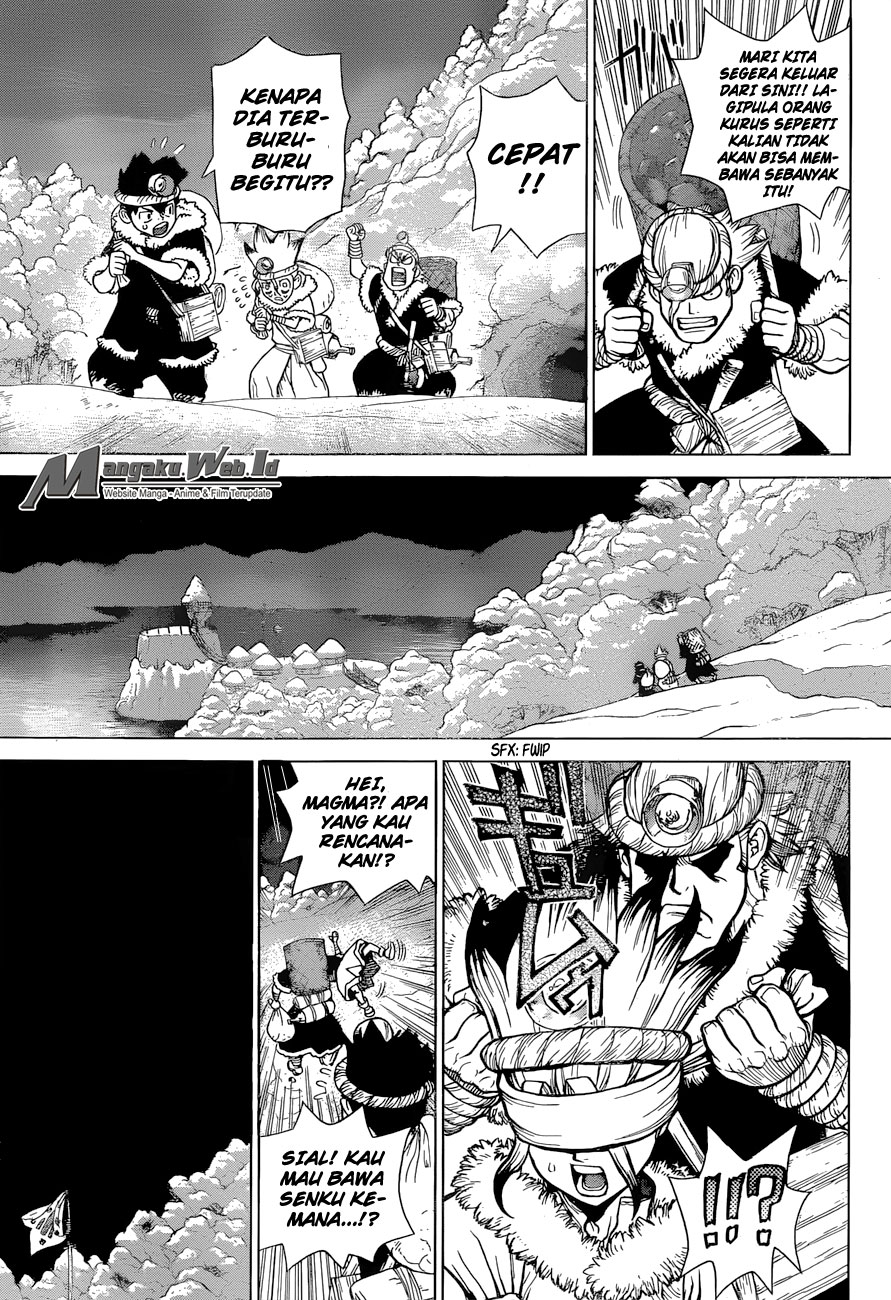 MARI KITA
SEGERA KELUAR
DARI SINI!! LA-
GIPULA ORANG
KURUS SEPERTI
KALIAN TIDAK
AKAN BISA MEM-
BAWA SEBANYAK
ITU!
CEPAT
!!
KENAPA
DIA TER-
BURU-
BURU
BEGITU??
Mangaku.Web.Id
Website Manga - Anime & Film Terupdate
SFX: FWIP
!!?
HEI,
MAGMA?! APA
YANG KAU
RENCANA-
KAN!?
SIAL! KAU
MAU BAWA
SENKU KE-
MANA...!?